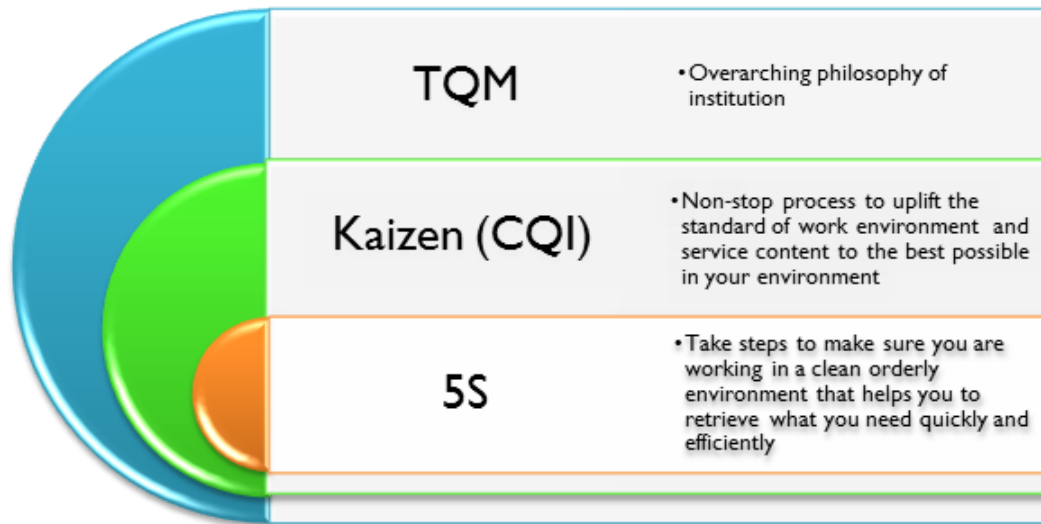 TQM
•Overarching philosophy of
institution
Kaizen (CQI)
•Non-stop process to uplift the
standard of work environment and
service content to the best possible
in your environment
5S
•Take steps to make sure you are
working in a clean orderly
environment that helps you to
retrieve what you need quickly and
efficiently